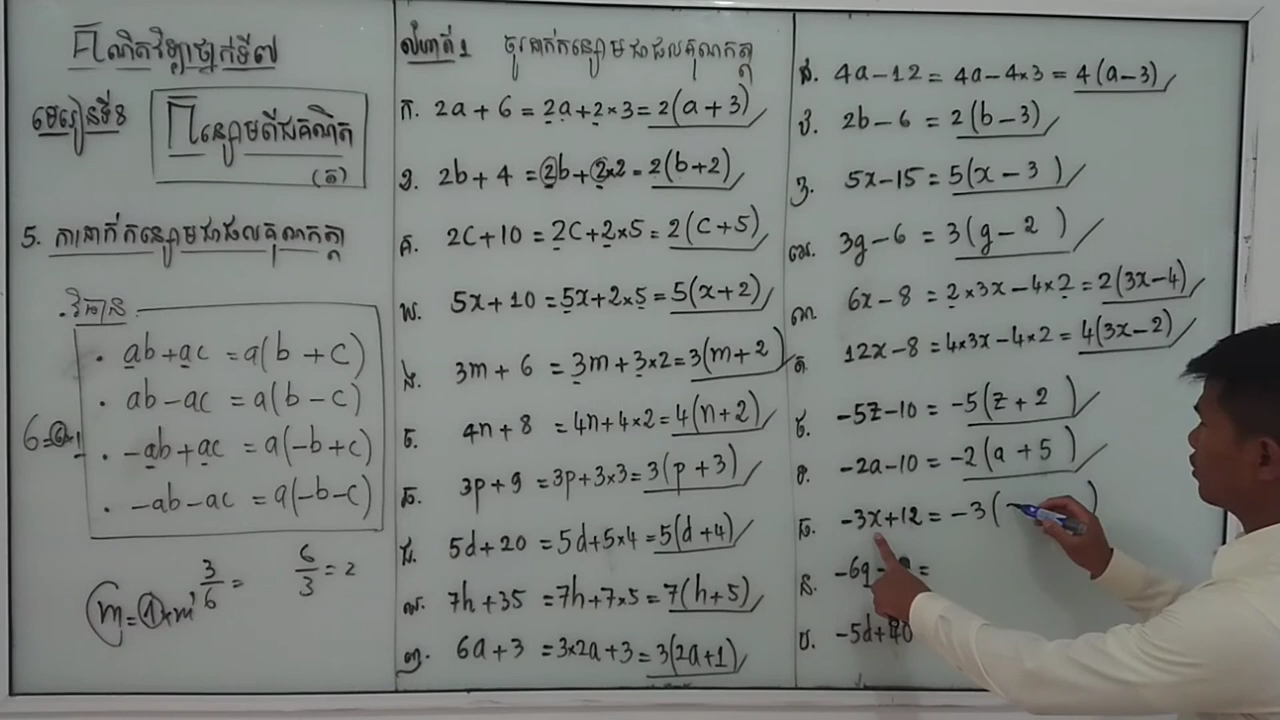 គណិតវិទ្យាថ្នាក់ទី៧
មេរៀនទី8
កន្សោមពីជគណិត
(ត)
5. ការដាក់កន្សោមជាផលគុណកត្តា
. វិធាន
· ab+ac = a(b+c)
· ab-ac = a(b-c)
· -ab+ac = a(-b+c)
· -ab-ac = a(-b-c)
3/6 =
6/3 = 2
លំហាត់1 ចូរដាក់កន្សោមជាផលគុណកត្តា
ក. 2a+6 = 2a+2×3 = 2(a+3)
ខ. 2b+4 = 2b+2×2 = 2(b+2)
គ. 2c+10 = 2c+2×5 = 2(c+5)
ឃ. 5x+10 = 5x+2×5 = 5(x+2)
ង. 3m+6 = 3m+3×2 = 3(m+2)
ច. 4n+8 = 4n+4×2 = 4(n+2)
ឆ. 3p+9 = 3p+3×3 = 3(p+3)
ជ. 5d+20 = 5d+5×4 = 5(d+4)
ឈ. 7h+35 = 7h+7×5 = 7(h+5)
ញ. 6a+3 = 3×2a+3 = 3(2a+1)
ដ. 4a-12 = 4a-4×3 = 4(a-3)
ឋ. 2b-6 = 2(b-3)
ឌ. 5x-15 = 5(x-3)
ឍ. 3g-6 = 3(g-2)
ណ. 6x-8 = 2×3x-4×2 = 2(3x-4)
ត. 12x-8 = 4×3x-4×2 = 4(3x-2)
ថ. -5z-10 = -5(z+2)
ទ. -2a-10 = -2(a+5)
ធ. -3x+12 = -3(
ន. -6q-
ប. -5d+40